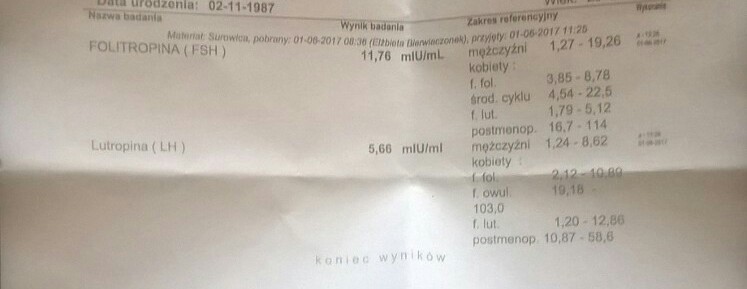 Data urodzenia: 02-11-1987
Nazwa badania Wynik badania Zakres referencyjny
Materiał: Surowica, pobrany: 01-06-2017 08:36 (Elżbieta Bierwieczonek), przyjęty: 01-06-2017 11:25
FOLITROPINA ( FSH ) 11,76 mIU/mL mężczyźni 1,27 - 19,26
kobiety :
f. fol. 3,85 - 8,78
środ. cyklu 4,54 - 22,5
f. lut. 1,79 - 5,12
postmenop. 16,7 - 114
Lutropina ( LH ) 5,66 mIU/ml mężczyźni 1,24 - 8,62
kobiety :
f. fol. 2,12 - 10,89
f. owul. 19,18 -
103,0
f. lut. 1,20 - 12,86
postmenop. 10,87 - 58,6
koniec wyników